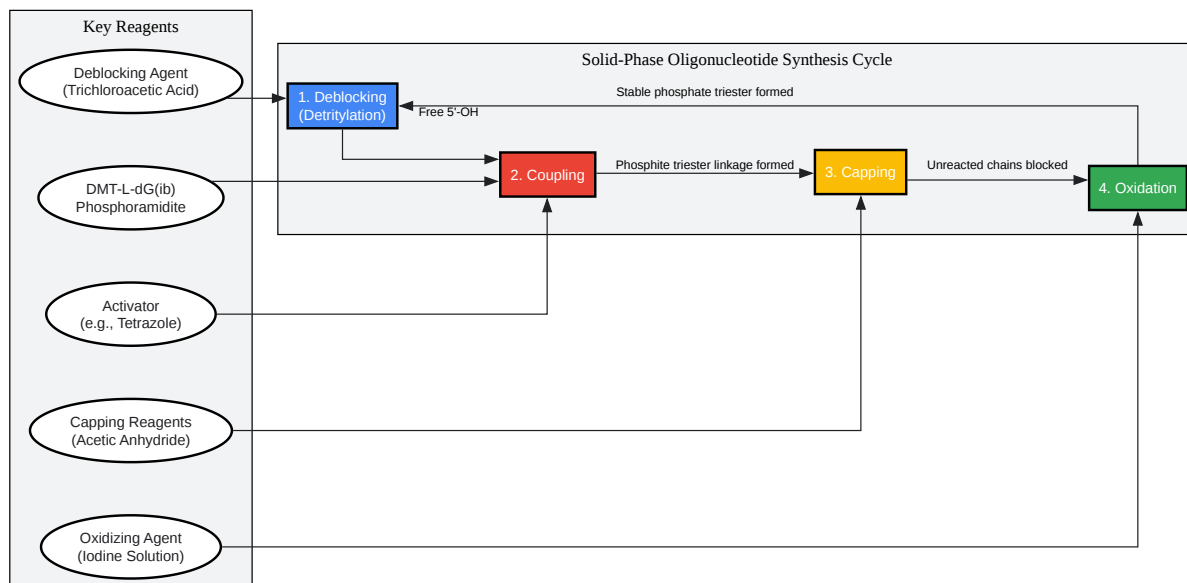 Key Reagents
Deblocking Agent
(Trichloroacetic Acid)
DMT-L-dG(ib)
Phosphoramidite
Activator
(e.g., Tetrazole)
Capping Reagents
(Acetic Anhydride)
Oxidizing Agent
(Iodine Solution)
Solid-Phase Oligonucleotide Synthesis Cycle
1. Deblocking
(Detritylation)
Stable phosphate triester formed
Free 5'-OH
2. Coupling
Phosphite triester linkage formed
3. Capping
Unreacted chains blocked
4. Oxidation